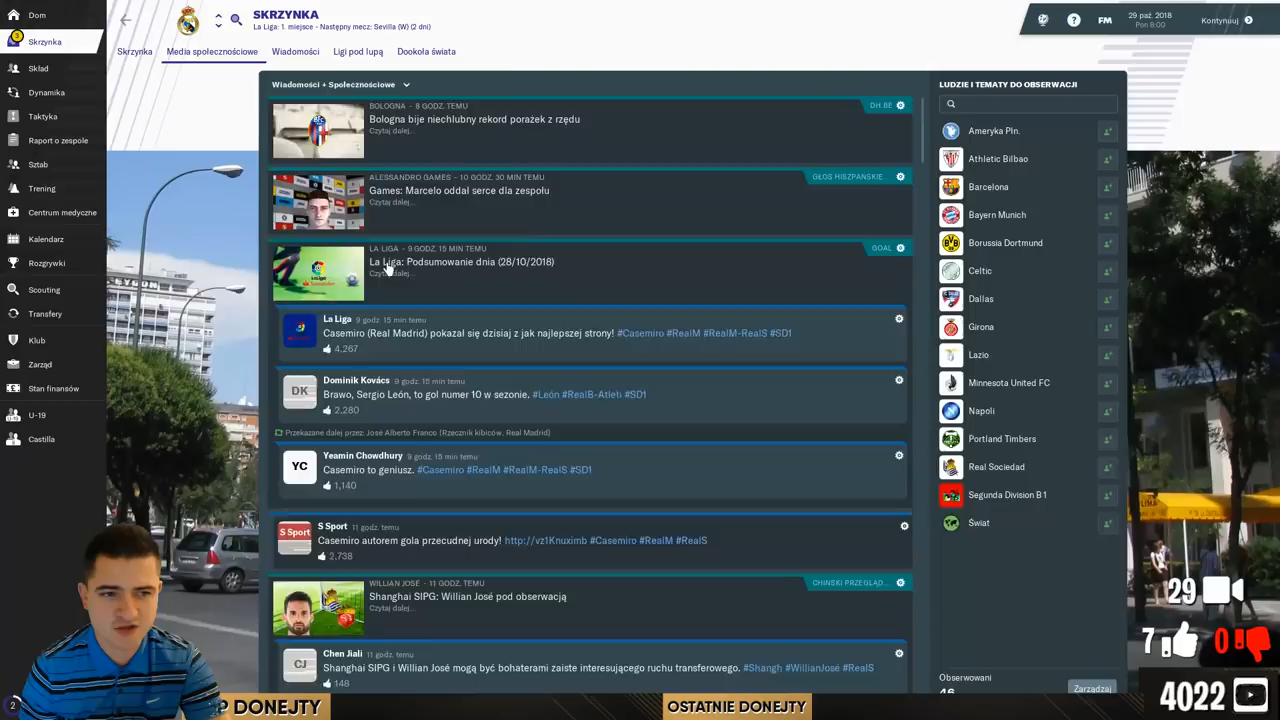 Dom
3
Skrzynka
Skład
Dynamika
Taktyka
Raport o zespole
Sztab
Trening
Centrum medyczne
Kalendarz
Rozgrywki
Scouting
Transfery
Klub
Zarząd
Stan finansów
U-19
Castilla
2
SKRZYNKA
La Liga: 1. miejsce - Następny mecz: Sevilla (W) (2 dni)
FM
29 paź. 2018
Pon 8:00
Kontynuuj
Skrzynka
Media społecznościowe
Wiadomości
Ligi pod lupą
Dookoła świata
Wiadomości + Społecznościowe
BOLOGNA - 8 GODZ. TEMU
DH.BE
Bologna bije niechlubny rekord porażek z rzędu
Czytaj dalej...
ALESSANDRO GAMES - 10 GODZ. 30 MIN TEMU
GŁOS HISZPAŃSKIE...
Games: Marcelo oddal serce dla zespołu
Czytaj dalej...
LA LIGA - 9 GODZ. 15 MIN TEMU
GOAL
La Liga: Podsumowanie dnia (28/10/2018)
Czytaj dalej...
La Liga 9 godz. 15 min temu
Casemiro (Real Madrid) pokazał się dzisiaj z jak najlepszej strony! #Casemiro #RealM #RealM-RealS #SD1
4,267
DK
Dominik Kovács 9 godz. 15 min temu
Brawo, Sergio León, to gol numer 10 w sezonie. #León #RealB-Atleti #SD1
2,280
Przekazane dalej przez: José Alberto Franco (Rzecznik kibiców, Real Madrid)
YC
Yeamin Chowdhury 9 godz. 15 min temu
Casemiro to geniusz. #Casemiro #RealM #RealM-RealS #SD1
1,140
S Sport
S Sport 11 godz. temu
Casemiro autorem gola przecudnej urody! http://vz1Knuximb #Casemiro #RealM #RealS
2,738
WILLIAN JOSÉ - 11 GODZ. TEMU
CHIŃSKI PRZEGLĄD...
Shanghai SIPG: Willian José pod obserwacją
Czytaj dalej...
CJ
Chen Jiali 11 godz. temu
Shanghai SIPG i Willian José mogą być bohaterami zaiste interesującego ruchu transferowego. #Shangh #WillianJosé #RealS
148
LUDZIE I TEMATY DO OBSERWACJI
Ameryka Płn.
Athletic Bilbao
Barcelona
Bayern Munich
Borussia Dortmund
Celtic
Dallas
Girona
Lazio
Minnesota United FC
Napoli
Portland Timbers
Real Sociedad
Segunda División B1
Świat
Obserwowani
Zarządzaj
29
7
0
4022
P DONEJTY
OSTATNIE DONEJTY